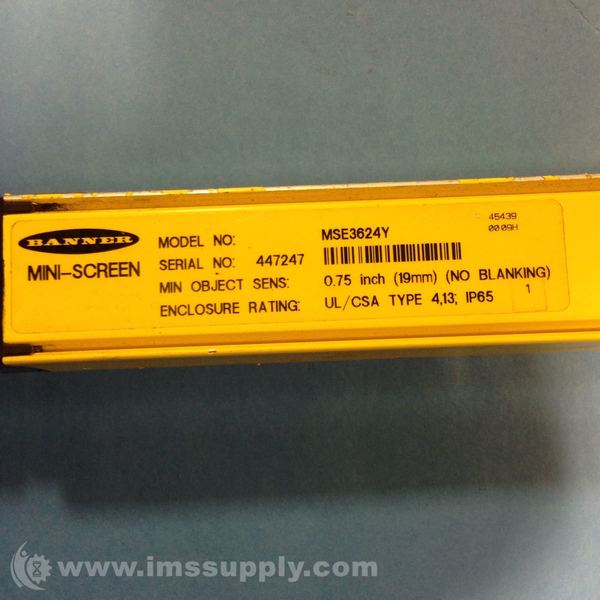 BANNER
MINI-SCREEN
MODEL NO: MSE3624Y
SERIAL NO: 447247
MIN OBJECT SENS: 0.75 inch (19mm) (NO BLANKING)
ENCLOSURE RATING: UL/CSA TYPE 4,13; IP65
1
45439
0009H
www.imssupply.com